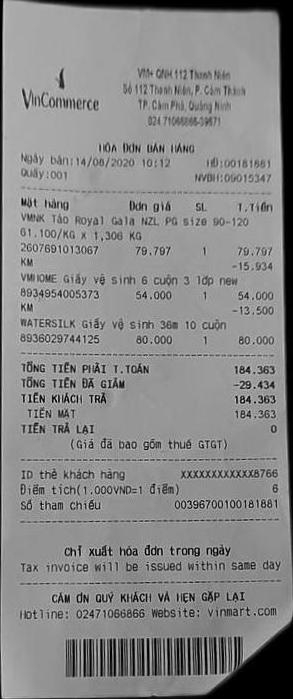 VinCommerce
VM+ QNH 112 Thanh Niên
Số 112 Thanh Niên, P. Cẩm Thành
TP. Cẩm Phả, Quảng Ninh
024.71066866-39671
HÓA ĐƠN BÁN HÀNG
Ngày bán:14/08/2020 10:12 HĐ:00181881
Quầy:001 NVBH:09015347
Mặt hàng Đơn giá SL T.Tiền
VMNK Táo Royal Gala NZL PG size 90-120
61.100/KG x 1,306 KG
2607691013067 79.797 1 79.797
KM -15.934
VMHOME Giấy vệ sinh 6 cuộn 3 lớp new
8934954005373 54.000 1 54.000
KM -13.500
WATERSILK Giấy vệ sinh 36m 10 cuộn
8936029744125 80.000 1 80.000
TỔNG TIỀN PHẢI T.TOÁN 184.363
TỔNG TIỀN ĐÃ GIẢM -29.434
TIỀN KHÁCH TRẢ 184.363
TIỀN MẶT 184.363
TIỀN TRẢ LẠI 0
(Giá đã bao gồm thuế GTGT)
ID thẻ khách hàng XXXXXXXXXXXX8766
Điểm tích(1.000VND=1 điểm) 6
Số tham chiếu 00396700100181881
Chỉ xuất hóa đơn trong ngày
Tax invoice will be issued within same day
CẢM ƠN QUÝ KHÁCH VÀ HẸN GẶP LẠI
Hotline: 02471066866 Website: vinmart.com